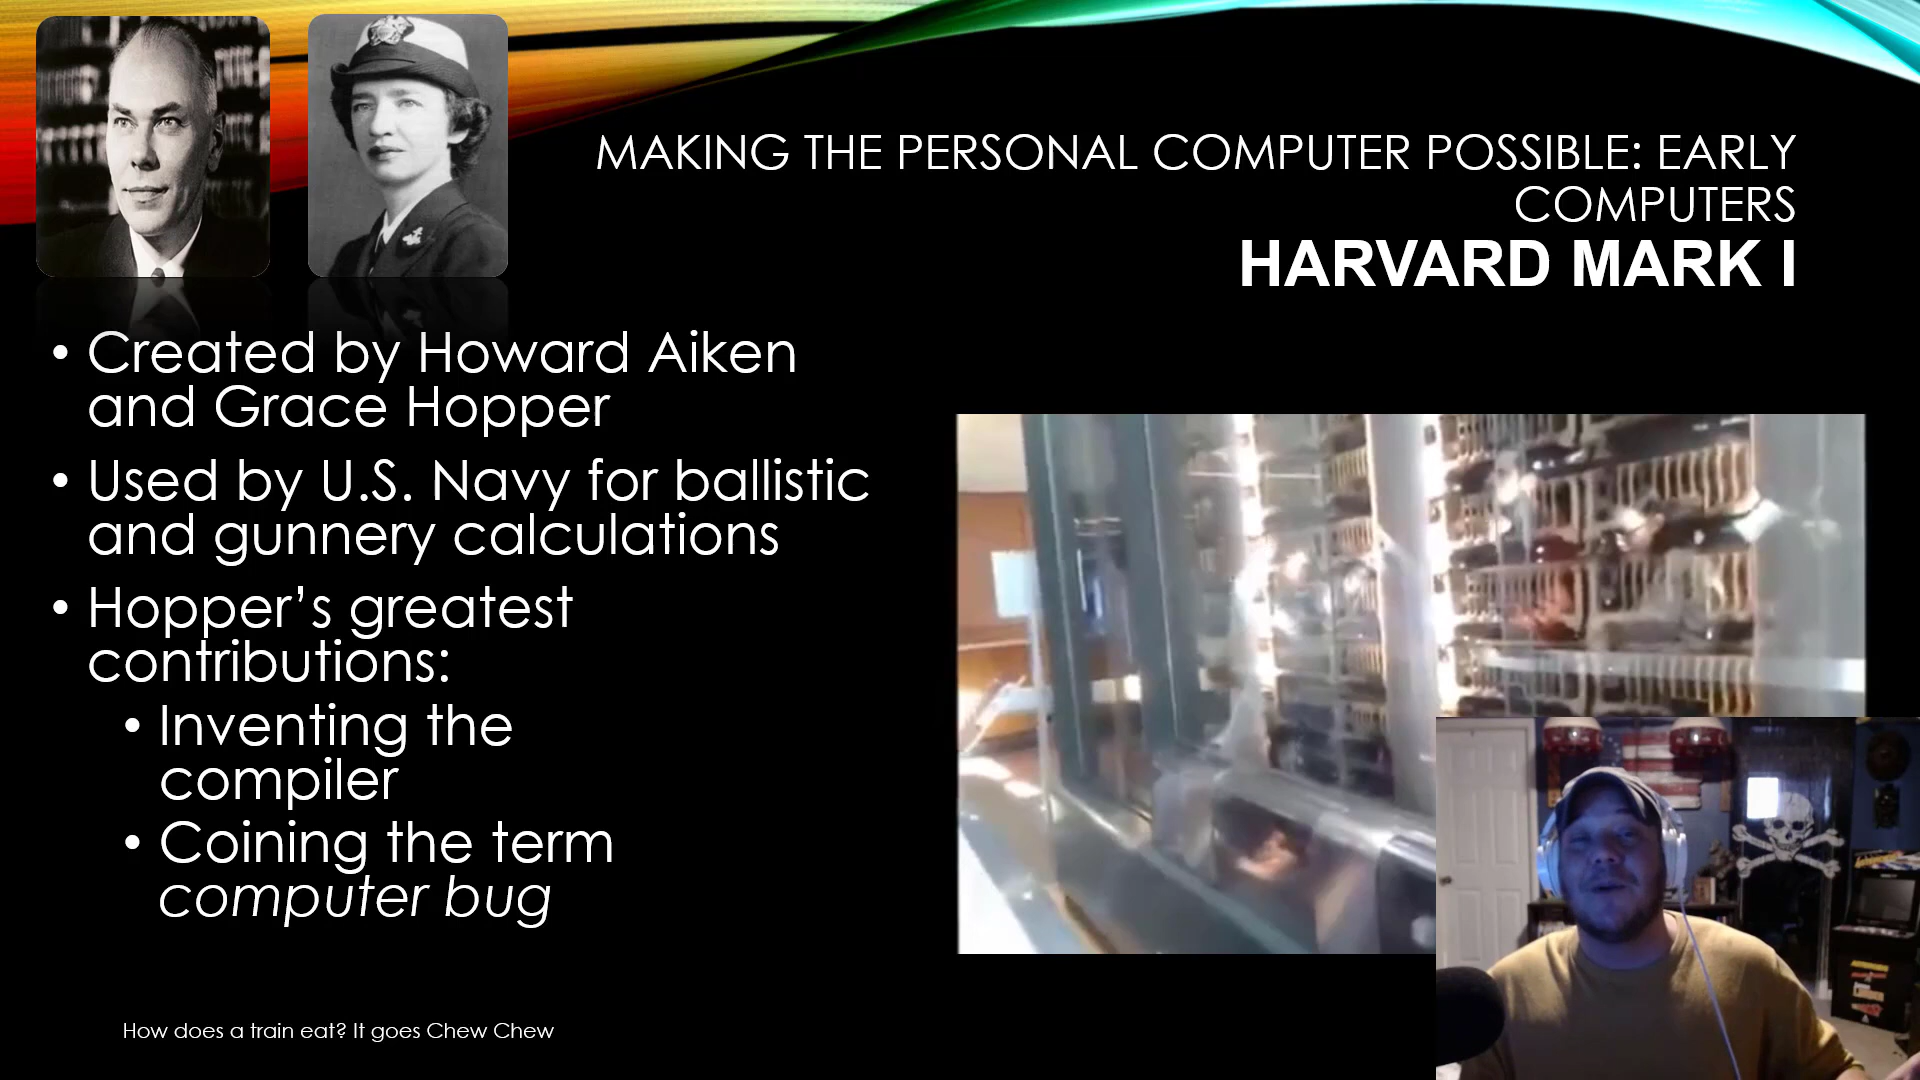 MAKING THE PERSONAL COMPUTER POSSIBLE: EARLY
COMPUTERS
HARVARD MARK I
• Created by Howard Aiken
and Grace Hopper
• Used by U.S. Navy for ballistic
and gunnery calculations
• Hopper’s greatest
contributions:
• Inventing the
compiler
• Coining the term
computer bug
How does a train eat? It goes Chew Chew